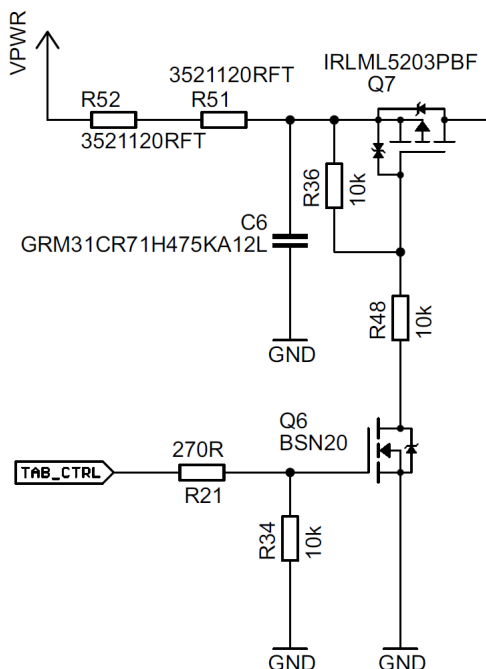 VPWR
3521120RFT
R52
R51
3521120RFT
IRLML5203PBF
Q7
R36
10k
C6
GRM31CR71H475KA12L
GND
R48
10k
Q6
BSN20
270R
TAB_CTRL
R21
R34
10k
GND
GND